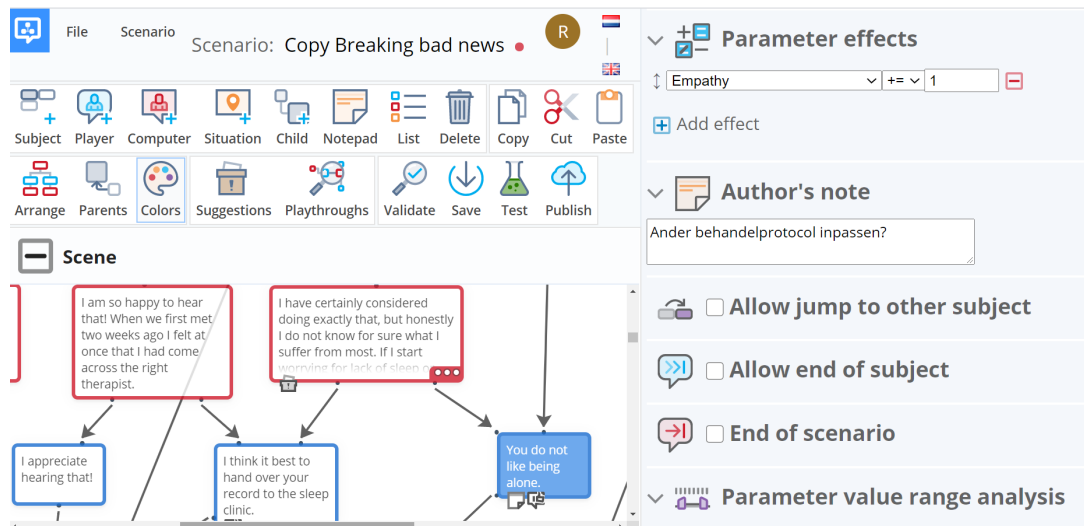 File
Scenario
Scenario: Copy Breaking bad news
R
Subject
Player
Computer
Situation
Child
Notepad
List
Delete
Copy
Cut
Paste
Arrange
Parents
Colors
Suggestions
Playthroughs
Validate
Save
Test
Publish
Scene
I am so happy to hear
that! When we first met
two weeks ago I felt at
once that I had come
across the right
therapist.
I have certainly considered
doing exactly that, but honestly
I do not know for sure what I
suffer from most. If I start
worrying for lack of sleep
I appreciate
hearing that!
I think it best to
hand over your
record to the sleep
clinic.
You do not
like being
alone.
Parameter effects
Empathy
+=
1
Add effect
Author's note
Ander behandelprotocol inpassen?
Allow jump to other subject
Allow end of subject
End of scenario
Parameter value range analysis